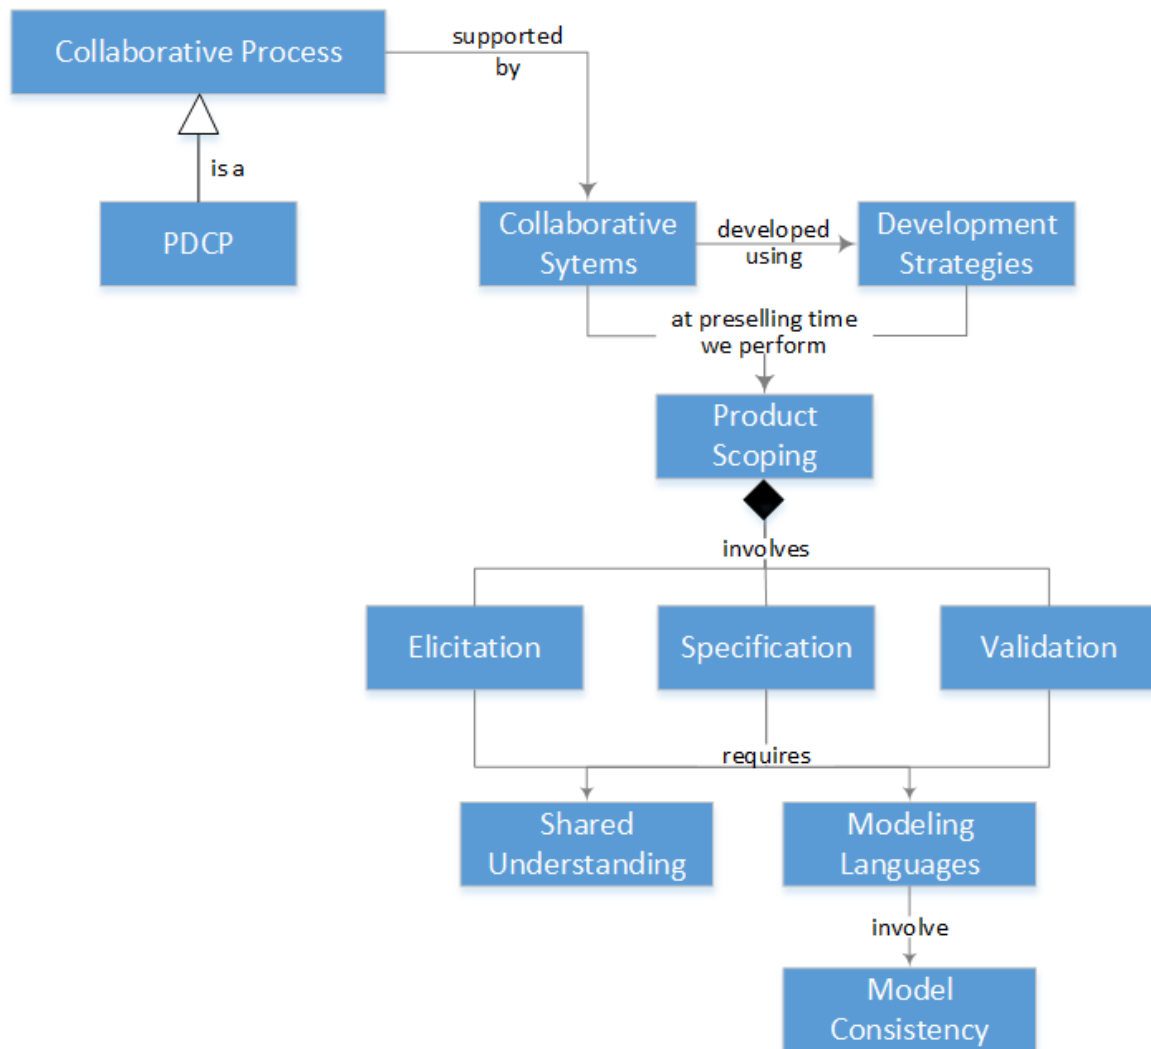 Collaborative Process
supported
by
is a
PDCP
Collaborative
Sytems
developed
using
Development
Strategies
at preselling time
we perform
Product
Scoping
involves
Elicitation
Specification
Validation
requires
Shared
Understanding
Modeling
Languages
involve
Model
Consistency